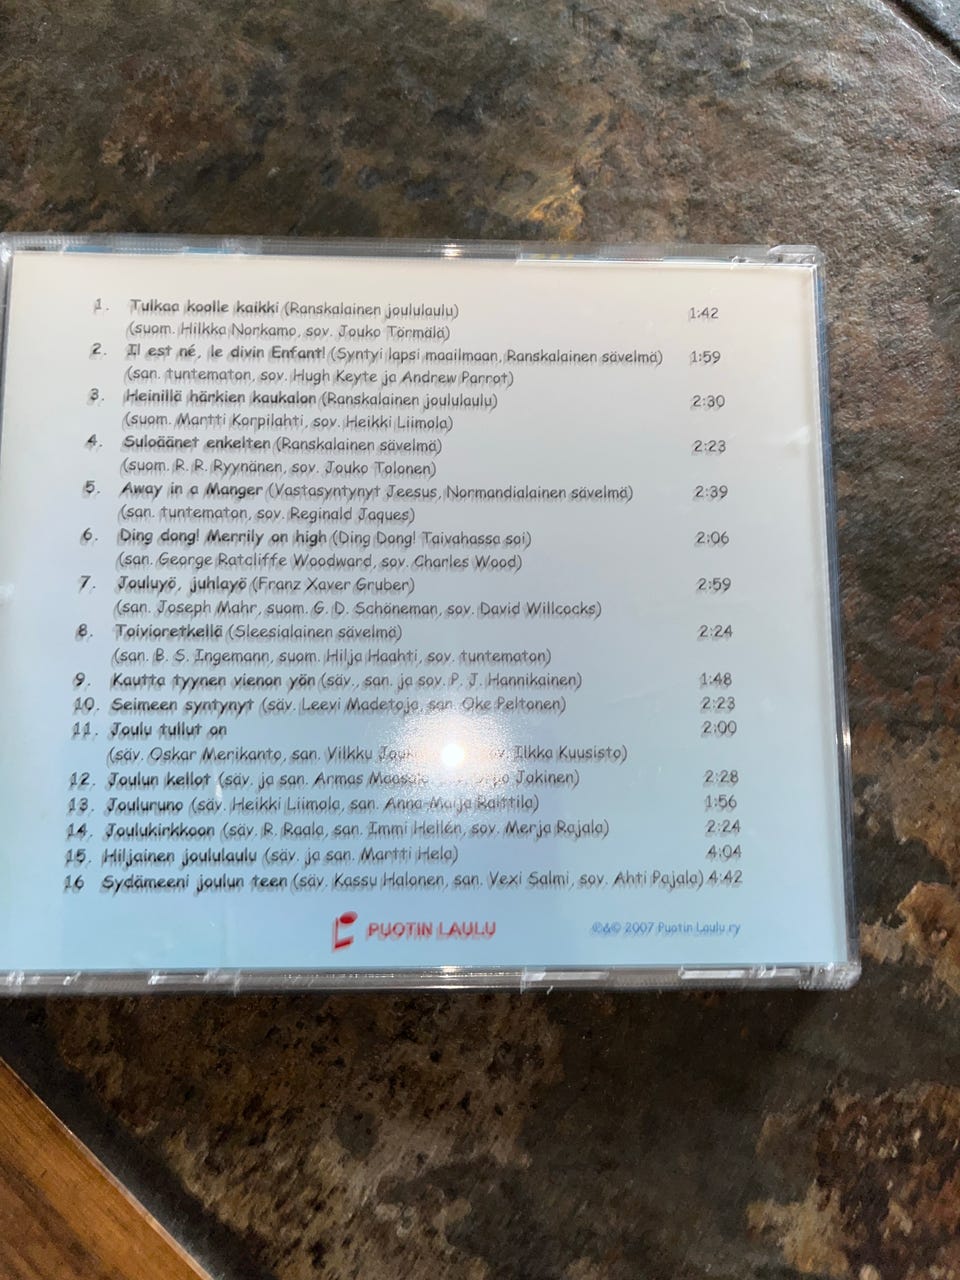 1. Tulkaa koolle kaikki (Ranskalainen joululaulu) 1:42
(suom. Hilkka Norkamo, sov. Jouko Törmälä)
2. Il est né, le divin Enfant! (Syntyi lapsi maailmaan, Ranskalainen sävelmä) 1:59
(san. tuntematon, sov. Hugh Keyte ja Andrew Parrot)
3. Heinillä härkien kaukalon (Ranskalainen joululaulu) 2:30
(suom. Martti Korpilahti, sov. Heikki Liimola)
4. Suloäänet enkelten (Ranskalainen sävelmä) 2:23
(suom. R. R. Ryynänen, sov. Jouko Tolonen)
5. Away in a Manger (Vastasyntynyt Jeesus, Normandialainen sävelmä) 2:39
(san. tuntematon, sov. Reginald Jaques)
6. Ding dong! Merrily on high (Ding Dong! Taivahassa soi) 2:06
(san. George Ratcliffe Woodward, sov. Charles Wood)
7. Jouluyö, juhlayö (Franz Xaver Gruber) 2:59
(san. Joseph Mahr, suom. G. D. Schöneman, sov. David Willcocks)
8. Toivioretkellä (Sleesialainen sävelmä) 2:24
(san. B. S. Ingemann, suom. Hilja Haahti, sov. tuntematon)
9. Kautta tyynen vienon yön (säv., san. ja sov. P. J. Hannikainen) 1:48
10. Seimeen syntynyt (säv. Leevi Madetoja, san. Oke Peltonen) 2:23
11. Joulu tullut on 2:00
(säv. Oskar Merikanto, san. Vilkku Ilkka Kuusisto)
12. Joulun kellot (säv. ja san. Armas Jokinen) 2:28
13. Jouluruno (säv. Heikki Liimola, san. Anna-Maija Raittila) 1:56
14. Joulukirkkoon (säv. R. Raala, san. Immi Hellén, sov. Merja Rajala) 2:24
15. Hiljainen joululaulu (säv. ja san. Martti Hela) 4:04
16 Sydämeeni joulun teen (säv. Kassu Halonen, san. Vexi Salmi, sov. Ahti Pajala) 4:42
PUOTIN LAULU
2007 Puotin Laulu ry